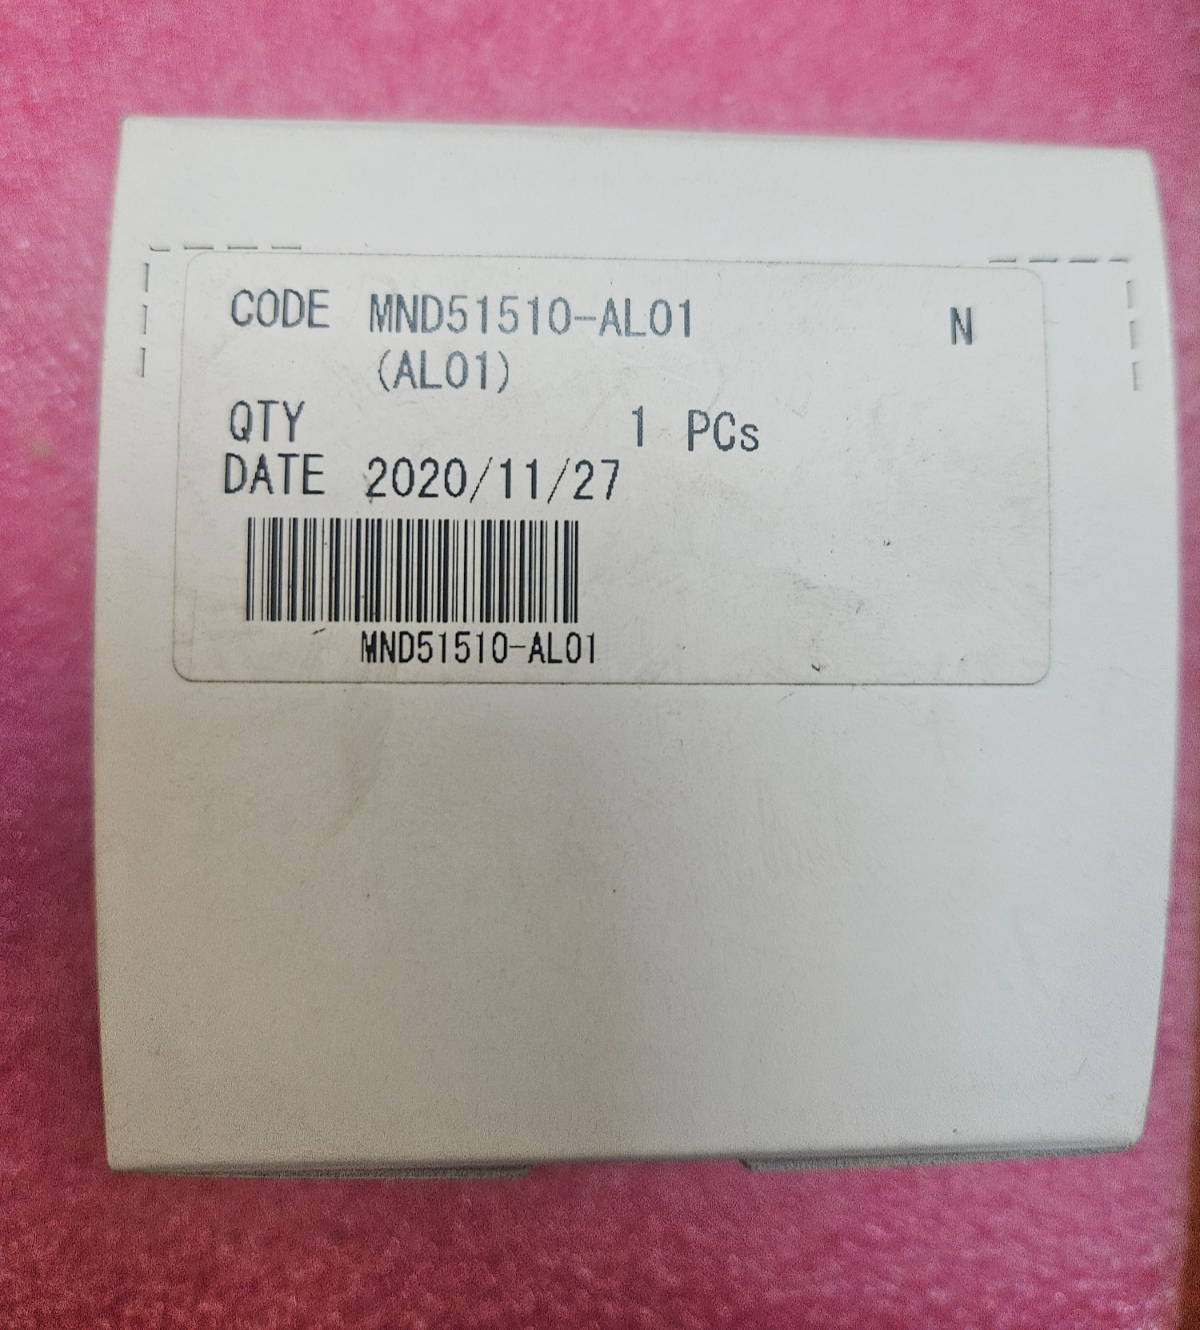 CODE MND51510-AL01 N
(AL01)
QTY 1 PCs
DATE 2020/11/27
MND51510-AL01